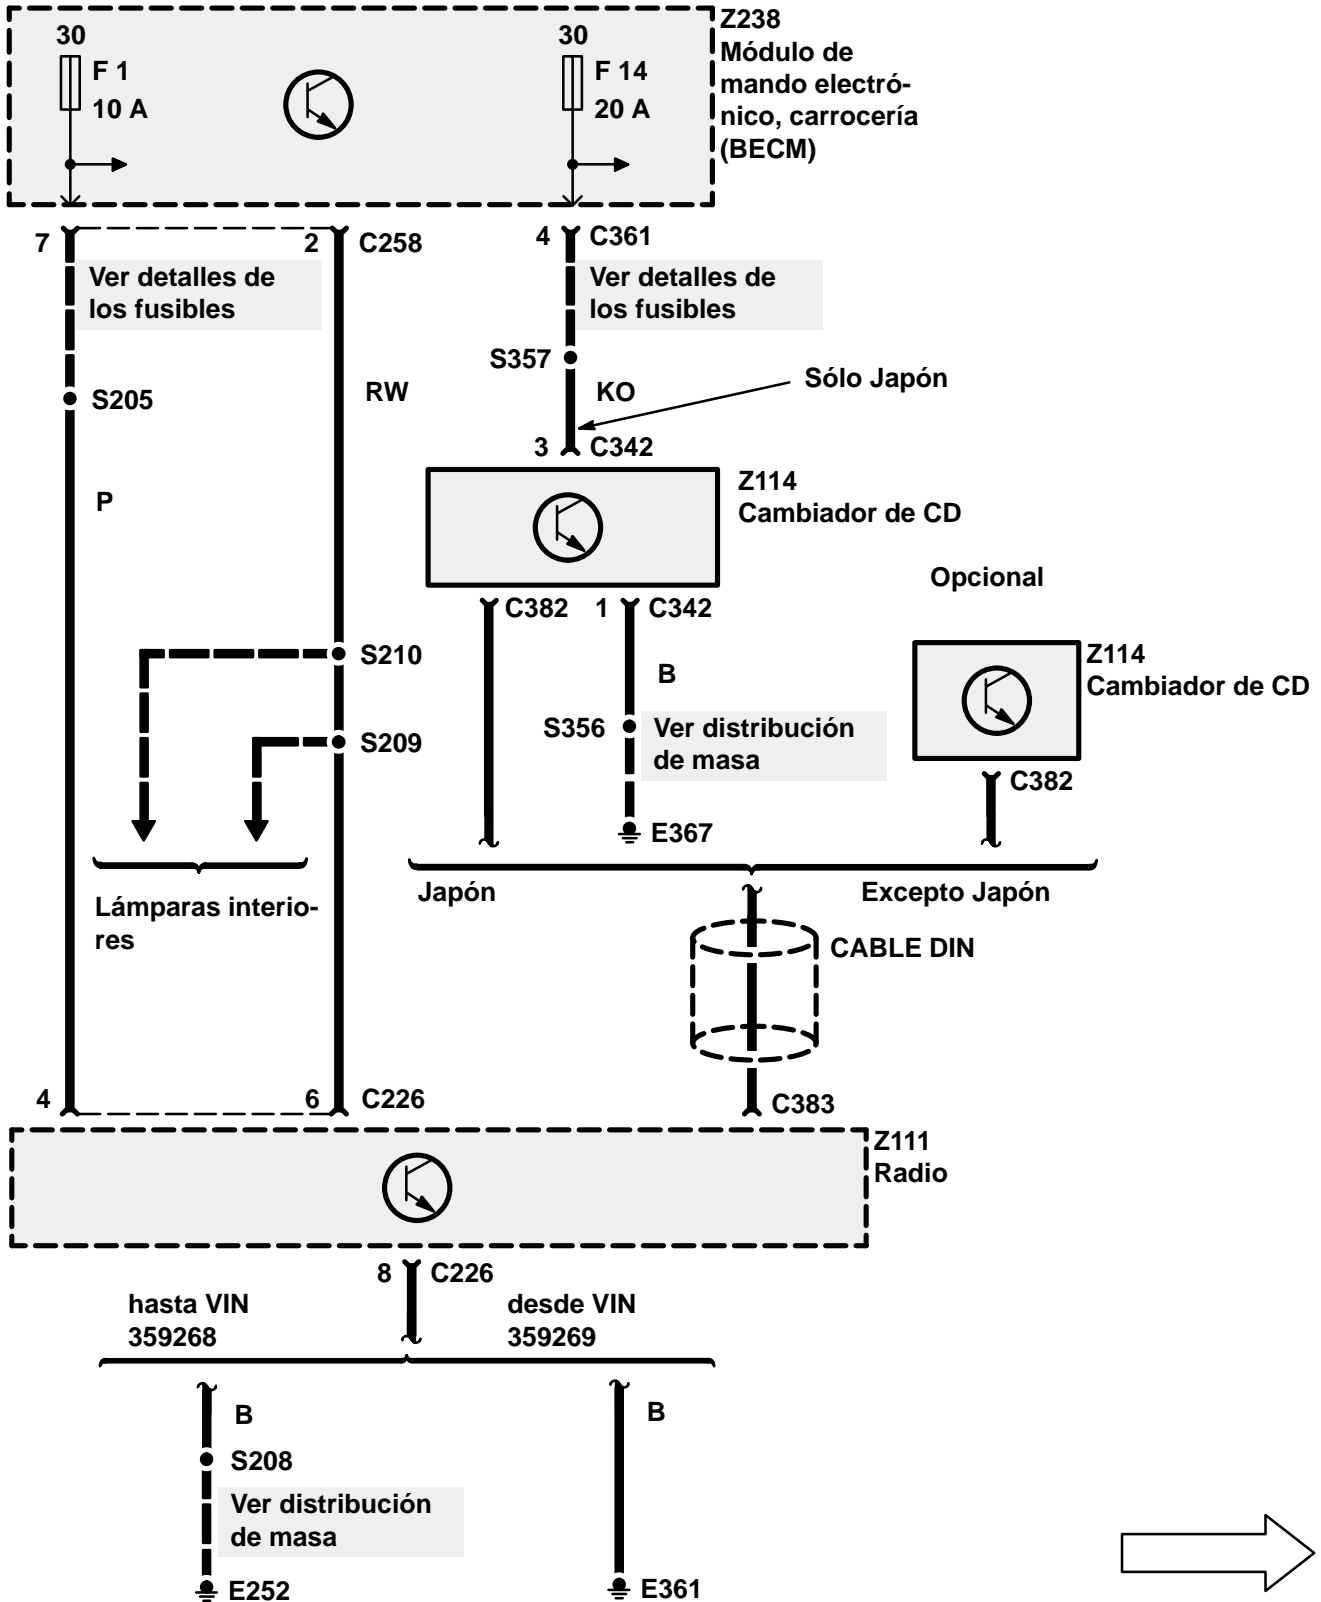 Z238
Módulo de
mando electró-
nico, carrocería
(BECM)
30
F 1
10 A
30
F 14
20 A
7
2
C258
4
C361
Ver detalles de
los fusibles
Ver detalles de
los fusibles
S357
Sólo Japón
S205
RW
KO
3
C342
P
Z114
Cambiador de CD
Opcional
C382
1
C342
S210
B
Z114
Cambiador de CD
S356
Ver distribución
de masa
S209
C382
E367
Japón
Excepto Japón
Lámparas interio-
res
CABLE DIN
4
6
C226
C383
Z111
Radio
8
C226
hasta VIN
359268
desde VIN
359269
B
B
S208
Ver distribución
de masa
E252
E361